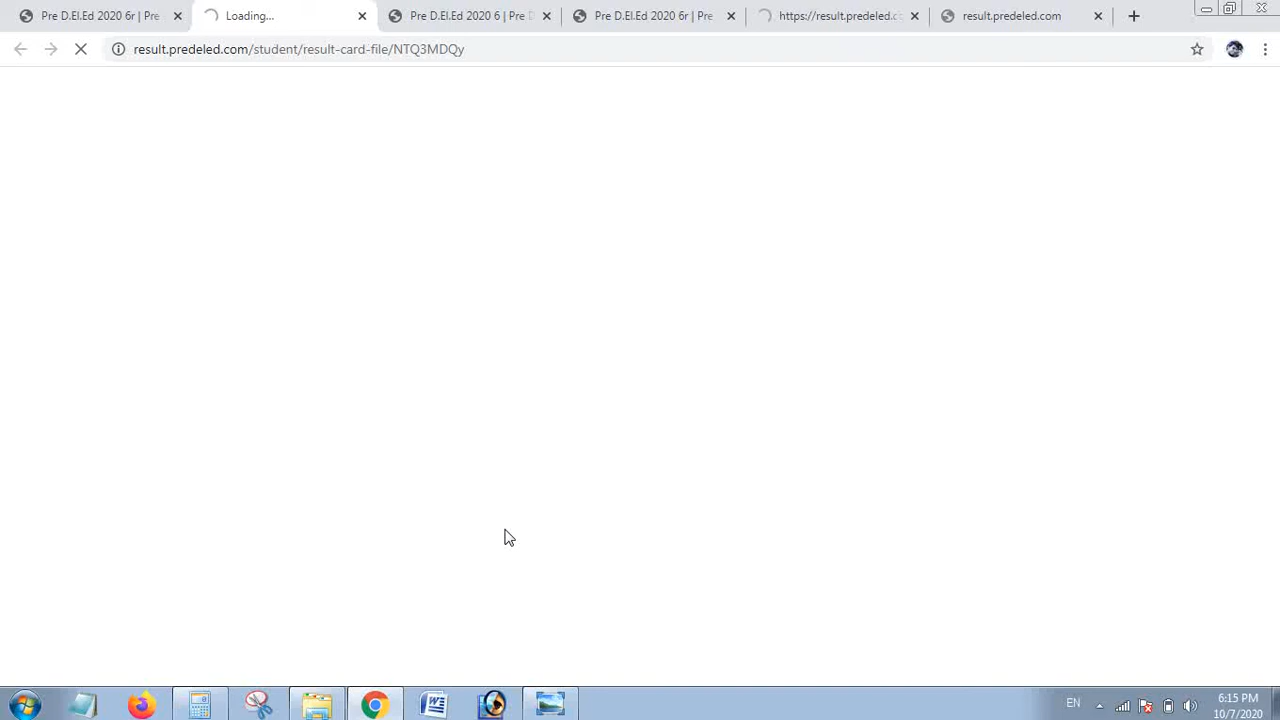 Pre D.El.Ed 2020 6r | Pre
Loading...
Pre D.El.Ed 2020 6 | Pre D
Pre D.El.Ed 2020 6r | Pre
https://result.predeled.c
result.predeled.com
result.predeled.com/student/result-card-file/NTQ3MDQy
EN
6:15 PM
10/7/2020